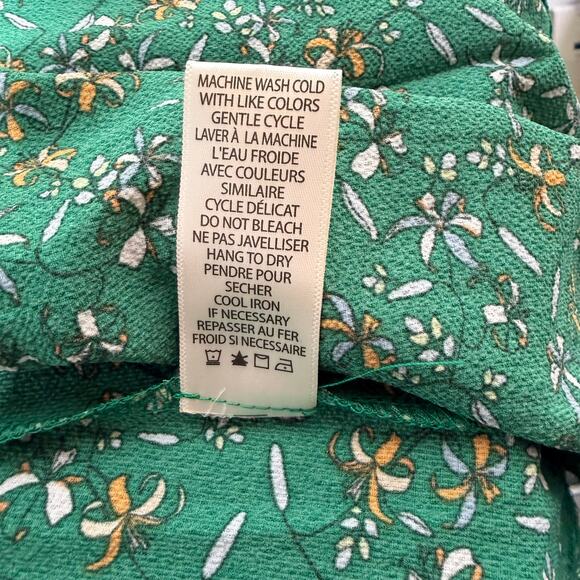 MACHINE WASH COLD
WITH LIKE COLORS
GENTLE CYCLE
LAVER À LA MACHINE
L'EAU FROIDE
AVEC COULEURS
SIMILAIRE
CYCLE DÉLICAT
DO NOT BLEACH
NE PAS JAVELLISER
HANG TO DRY
PENDRE POUR
SECHER
COOL IRON
IF NECESSARY
REPASSER AU FER
FROID SI NECESSAIRE